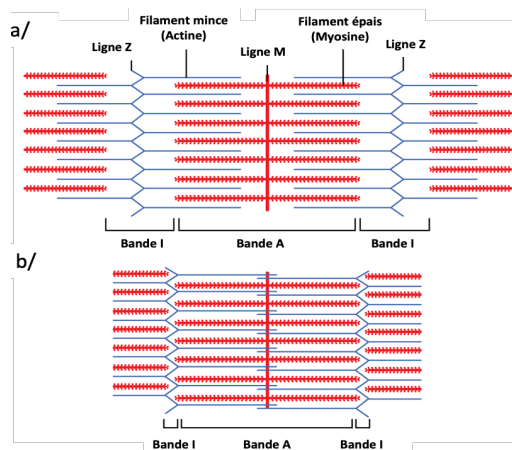 a/
Filament mince
(Actine)
Filament épais
(Myosine)
Ligne Z
Ligne M
Ligne Z
Bande I
Bande A
Bande I
b/
Bande I
Bande A
Bande I